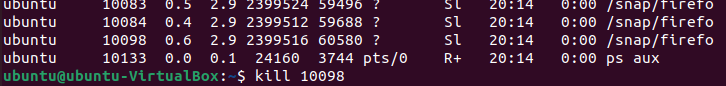 ubuntu 10083 0.5 2.9 2399524 59496 ? Sl 20:14 0:00 /snap/firefo
ubuntu 10084 0.4 2.9 2399512 59688 ? Sl 20:14 0:00 /snap/firefo
ubuntu 10098 0.6 2.9 2399516 60580 ? Sl 20:14 0:00 /snap/firefo
ubuntu 10133 0.0 0.1 24160 3744 pts/0 R+ 20:14 0:00 ps aux
ubuntu@ubuntu-VirtualBox:~$ kill 10098